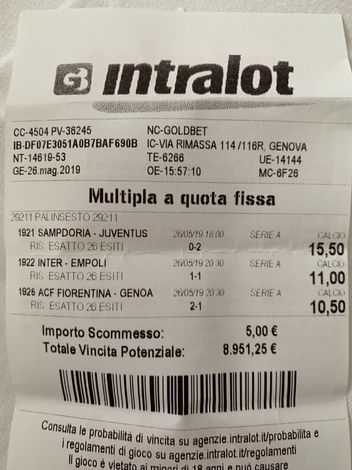 GB intralot
CC-4504 PV-36245 NC-GOLDBET
IB-DF07E3051A0B7BAF690B IC-VIA RIMASSA 114/116R, GENOVA
NT-14619-53 TE-6266 UE-14144
GE-26.mag.2019 OE-15:57:10 MC-6F26
Multipla a quota fissa
29211 PALINSESTO 29211
1921 SAMPDORIA - JUVENTUS 26/05/19 18:00 SERIE A CALCIO
RIS. ESATTO 26 ESITI 0-2 15,50
1922 INTER - EMPOLI 26/05/19 20:30 SERIE A CALCIO
RIS. ESATTO 26 ESITI 1-1 11,00
1926 ACF FIORENTINA - GENOA 26/05/19 20:30 SERIE A CALCIO
RIS. ESATTO 26 ESITI 2-1 10,50
Importo Scommesso: 5,00 €
Totale Vincita Potenziale: 8.951,25 €
Consulta le probabilità di vincita su agenzie.intralot.it/probabilita e
i regolamenti di gioco su agenzie.intralot.it/regolamenti
Il gioco è vietato ai minori di 18 anni e può causare